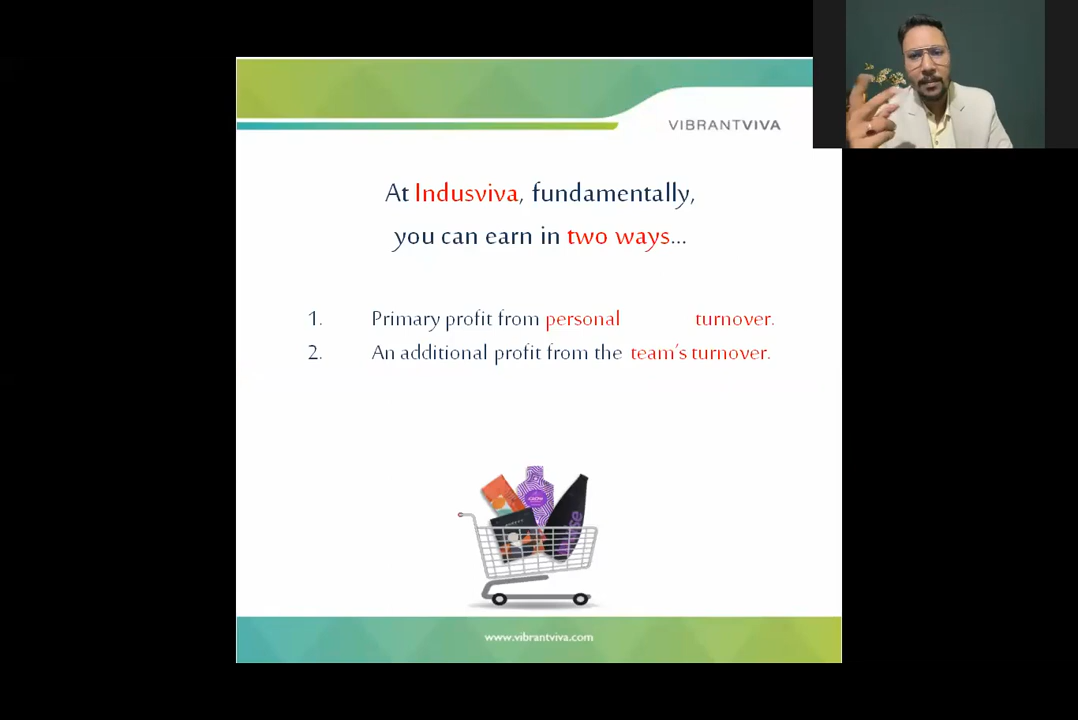 VIBRANTVIVA
At Indusviva, fundamentally,
you can earn in two ways...
1. Primary profit from personal turnover.
2. An additional profit from the team's turnover.
www.vibrantviva.com